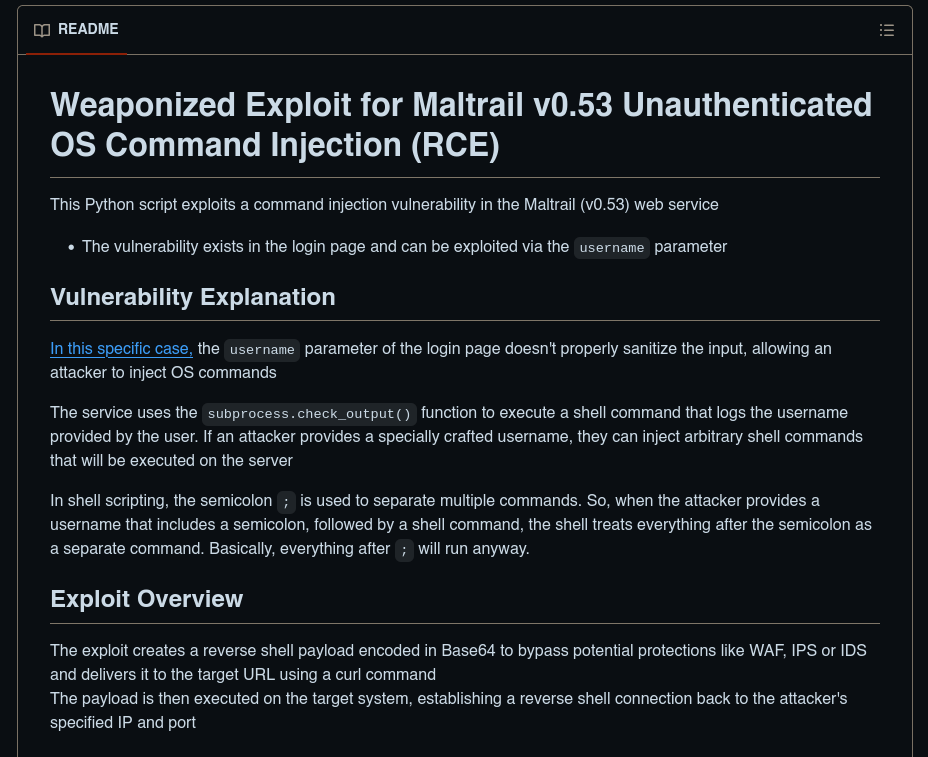 README
Weaponized Exploit for Maltrail v0.53 Unauthenticated
OS Command Injection (RCE)
This Python script exploits a command injection vulnerability in the Maltrail (v0.53) web service
• The vulnerability exists in the login page and can be exploited via the username parameter
Vulnerability Explanation
In this specific case, the username parameter of the login page doesn't properly sanitize the input, allowing an
attacker to inject OS commands
The service uses the subprocess.check_output() function to execute a shell command that logs the username
provided by the user. If an attacker provides a specially crafted username, they can inject arbitrary shell commands
that will be executed on the server
In shell scripting, the semicolon ; is used to separate multiple commands. So, when the attacker provides a
username that includes a semicolon, followed by a shell command, the shell treats everything after the semicolon as
a separate command. Basically, everything after ; will run anyway.
Exploit Overview
The exploit creates a reverse shell payload encoded in Base64 to bypass potential protections like WAF, IPS or IDS
and delivers it to the target URL using a curl command
The payload is then executed on the target system, establishing a reverse shell connection back to the attacker's
specified IP and port